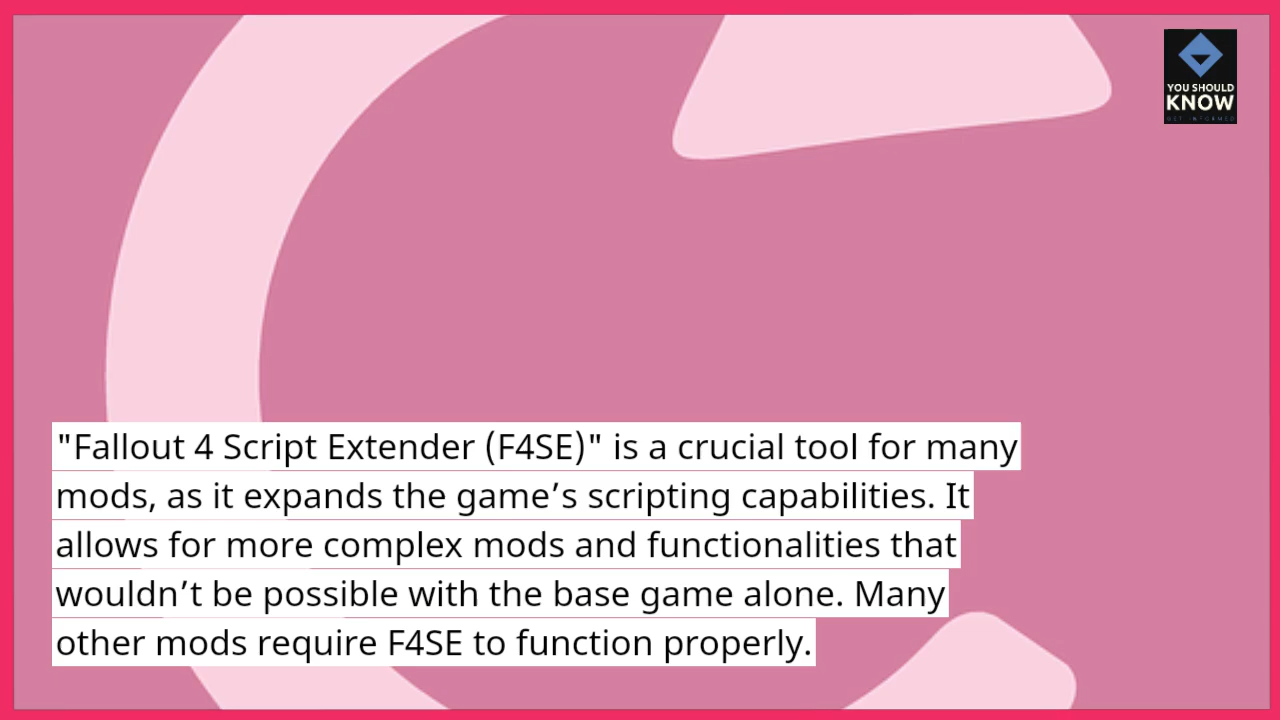 YOU SHOULD
KNOW
GET INFORMED
"Fallout 4 Script Extender (F4SE)" is a crucial tool for many
mods, as it expands the game’s scripting capabilities. It
allows for more complex mods and functionalities that
wouldn’t be possible with the base game alone. Many
other mods require F4SE to function properly.